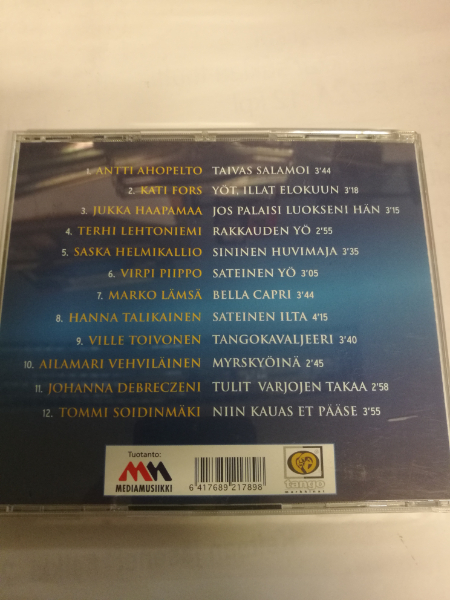 1. ANTTI AHOPELTO TAIVAS SALAMOI 3'44
2. KATI FORS YÖT, ILLAT ELOKUUN 3'18
3. JUKKA HAAPAMAA JOS PALAISI LUOKSENI HÄN 3'15
4. TERHI LEHTONIEMI RAKKAUDEN YÖ 2'55
5. SASKA HELMIKALLIO SININEN HUVIMAJA 3'35
6. VIRPI PIIPPO SATEINEN YÖ 3'05
7. MARKO LÄMSÄ BELLA CAPRI 3'44
8. HANNA TALIKAINEN SATEINEN ILTA 4'15
9. VILLE TOIVONEN TANGOKAVALJEERI 3'40
10. AILAMARI VEHVILÄINEN MYRSKYÖINÄ 2'45
11. JOHANNA DEBRECZENI TULIT VARJOJEN TAKAA 2'58
12. TOMMI SOIDINMÄKI NIIN KAUAS ET PÄÄSE 3'55
Tuotanto:
MEDIAMUSIIKKI
6 417689 217898
tango
markkinat